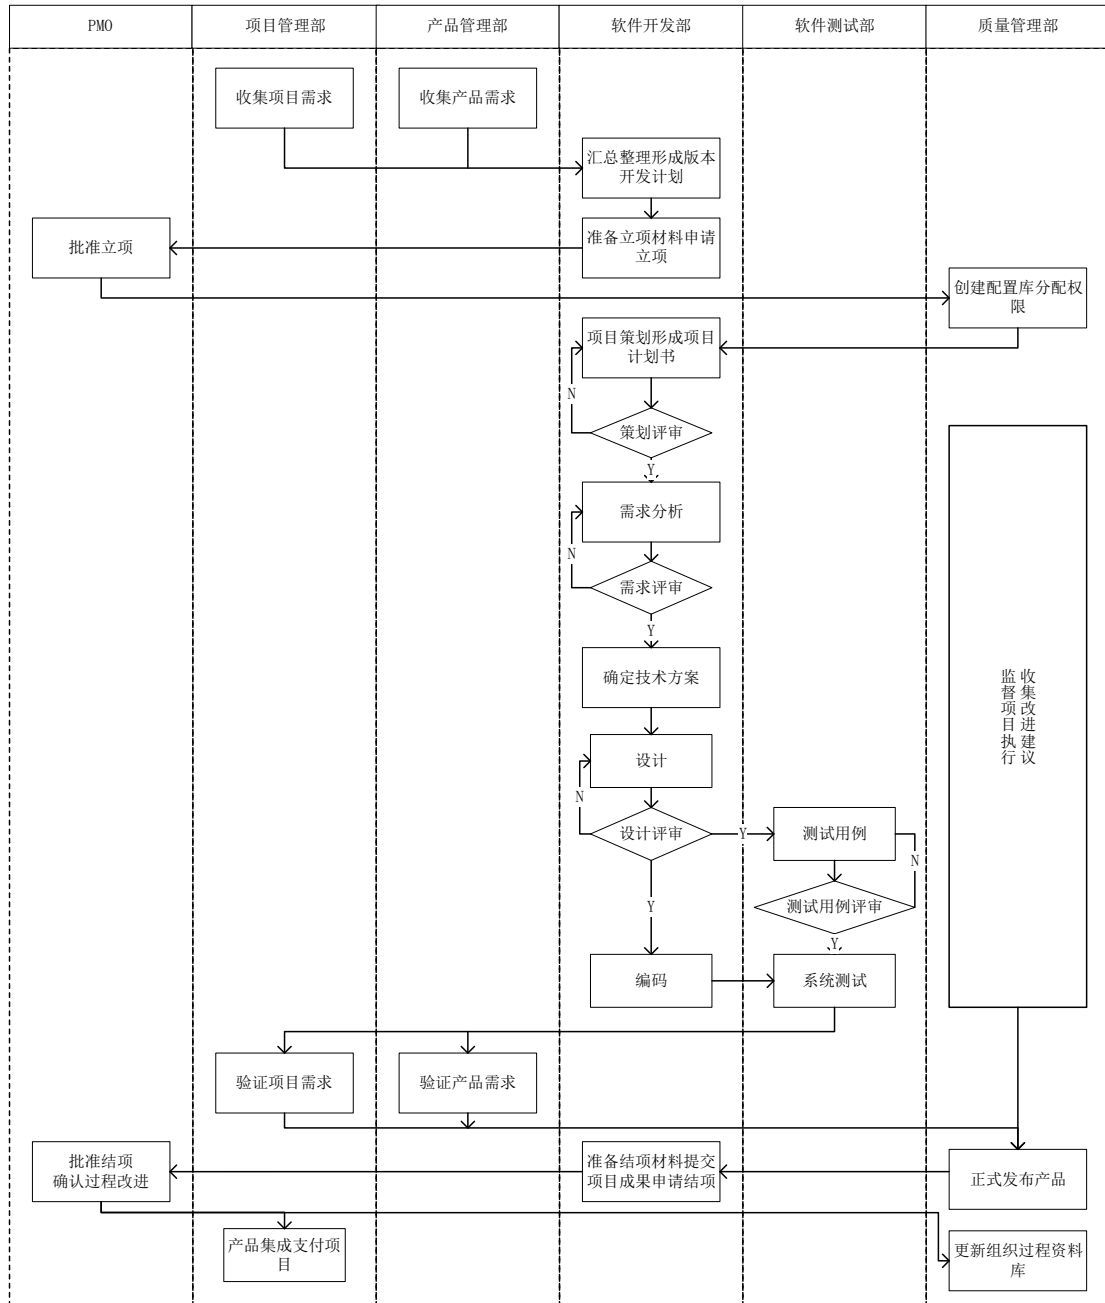 PMO
项目管理部
产品管理部
软件开发部
软件测试部
质量管理部
收集项目需求
收集产品需求
汇总整理形成版本
开发计划
批准立项
准备立项材料申请
立项
创建配置库分配权
限
项目策划形成项目
计划书
N
策划评审
Y
需求分析
N
需求评审
Y
确定技术方案
收集改进建议
监督项目执行
设计
N
设计评审
Y
测试用例
N
测试用例评审
Y
Y
编码
系统测试
验证项目需求
验证产品需求
批准结项
确认过程改进
准备结项材料提交
项目成果申请结项
正式发布产品
产品集成支付项
目
更新组织过程资料
库